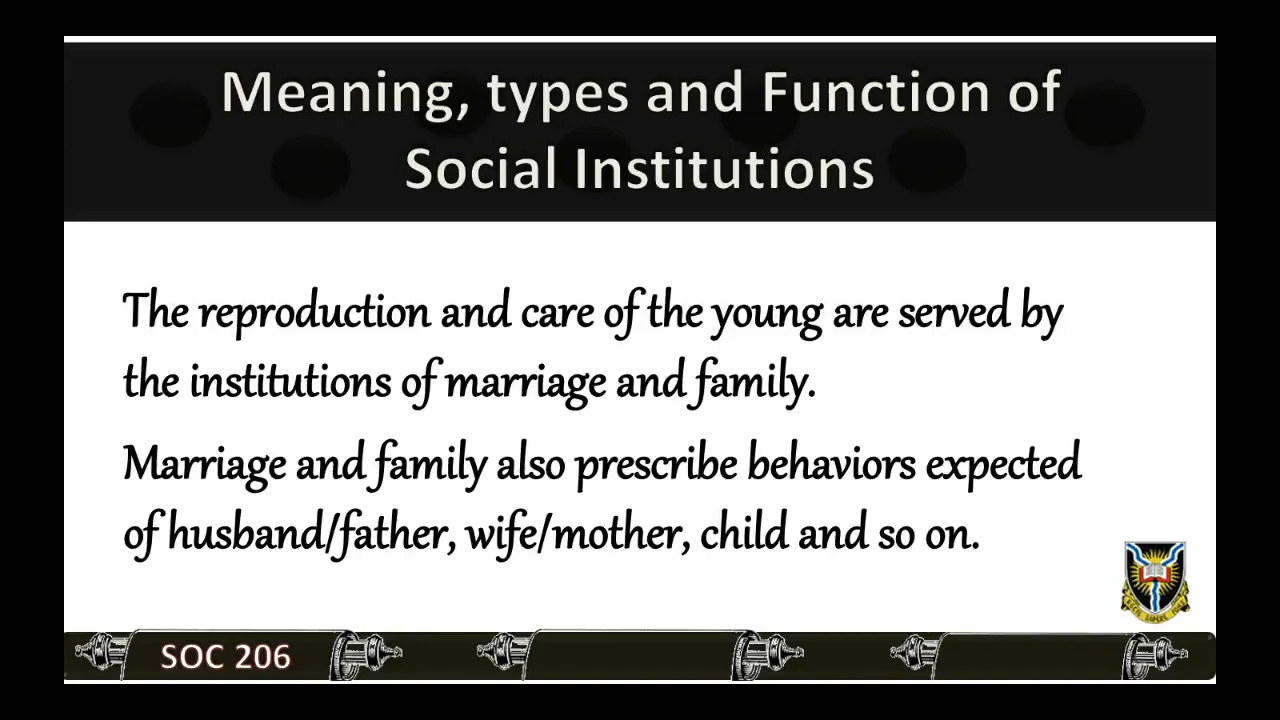 Meaning, types and Function of
Social Institutions
The reproduction and care of the young are served by
the institutions of marriage and family.
Marriage and family also prescribe behaviors expected
of husband/father, wife/mother, child and so on.
SOC 206